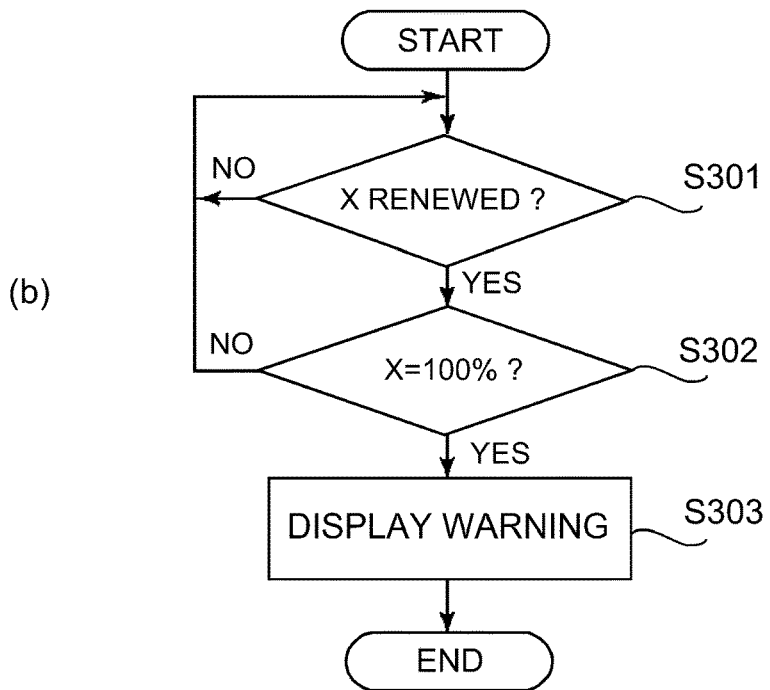 START
NO
X RENEWED ?
S301
(b)
YES
NO
X=100% ?
S302
YES
DISPLAY WARNING
S303
END